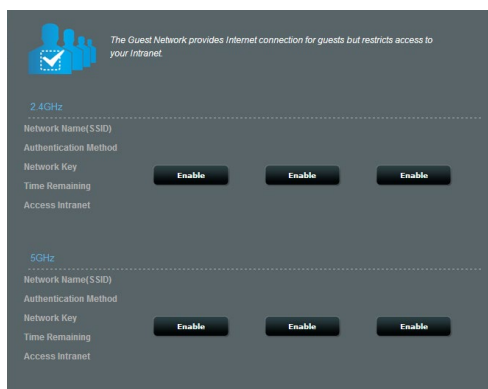 The Guest Network provides Internet connection for guests but restricts access to
your Intranet.
2.4GHz
Network Name(SSID)
Authentication Method
Network Key
Enable Enable Enable
Time Remaining
Access Intranet
5GHz
Network Name(SSID)
Authentication Method
Network Key
Enable Enable Enable
Time Remaining
Access Intranet